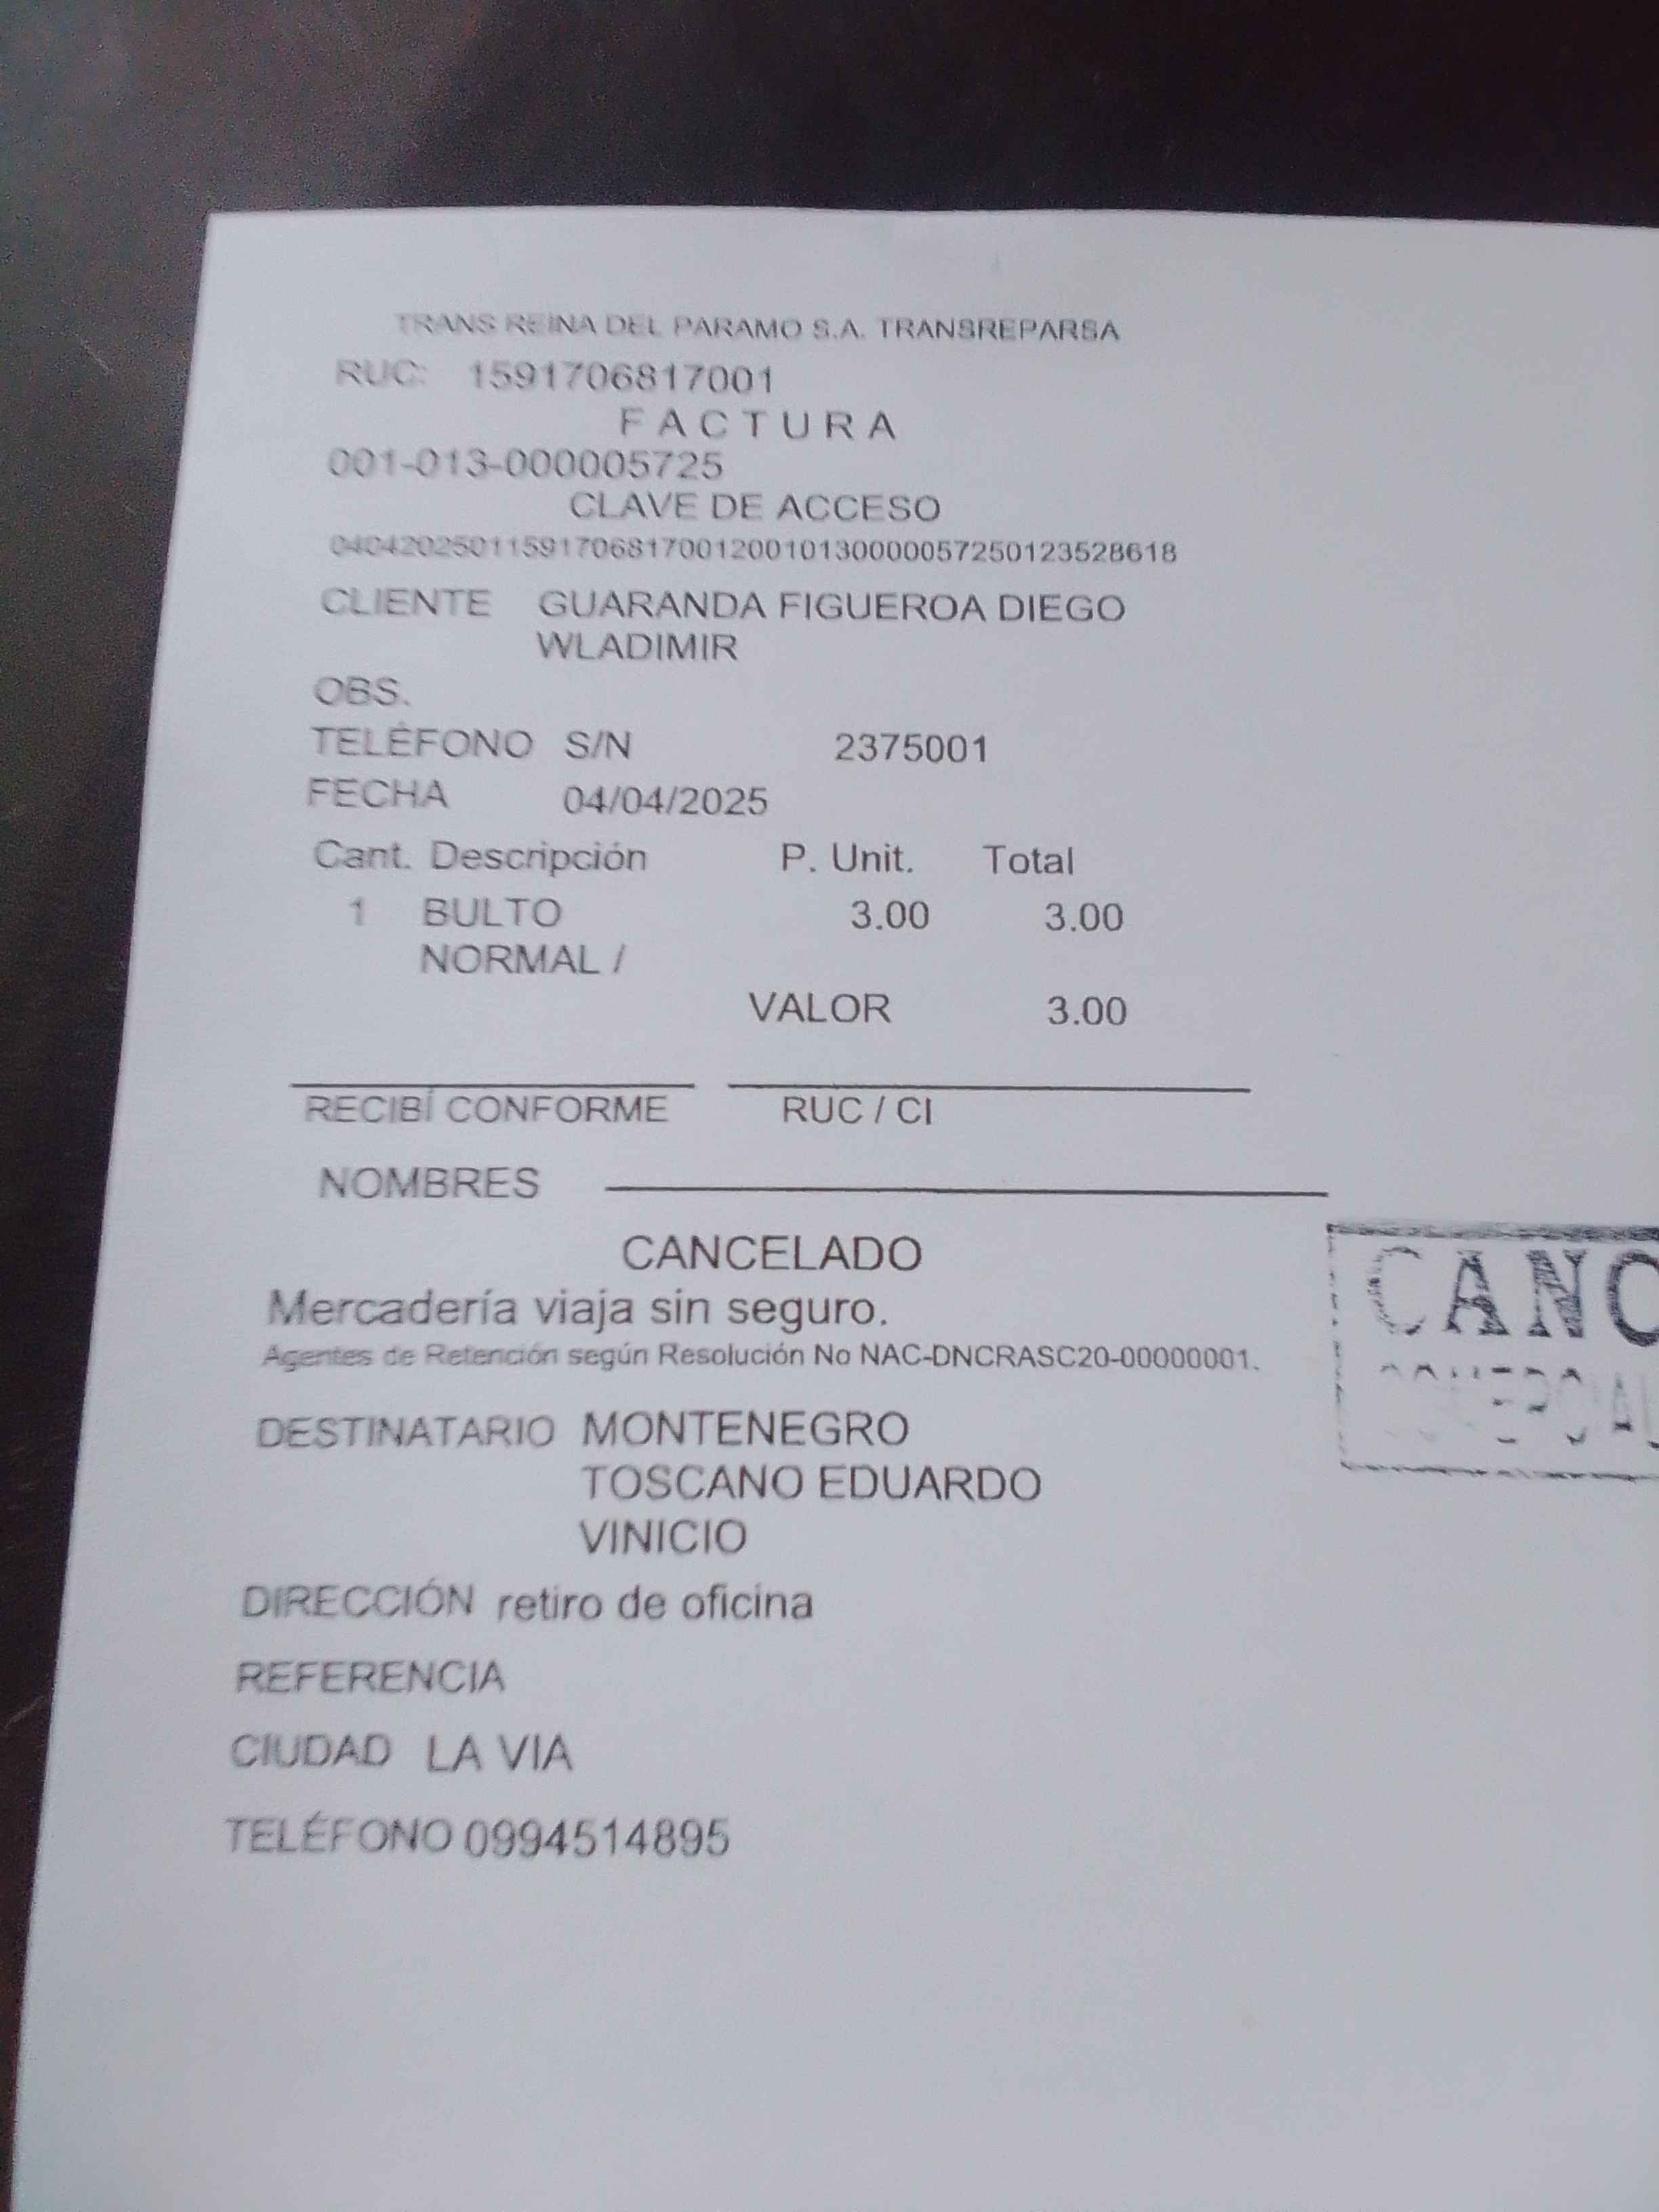 TRANS REINA DEL PARAMO S.A. TRANSREPARSA
RUC: 1591706817001
FACTURA
001-013-000005725
CLAVE DE ACCESO
0404202501159170681700120010130000057250123528618
CLIENTE GUARANDA FIGUEROA DIEGO
WLADIMIR
OBS.
TELÉFONO S/N 2375001
FECHA 04/04/2025
Cant. Descripción P. Unit. Total
1 BULTO 3.00 3.00
NORMAL /
VALOR 3.00
RECIBÍ CONFORME RUC / CI
NOMBRES
CANCELADO
Mercadería viaja sin seguro.
Agentes de Retención según Resolución No NAC-DNCRASC20-00000001.
CANC
DESTINATARIO MONTENEGRO
TOSCANO EDUARDO
VINICIO
DIRECCIÓN retiro de oficina
REFERENCIA
CIUDAD LA VIA
TELÉFONO 0994514895